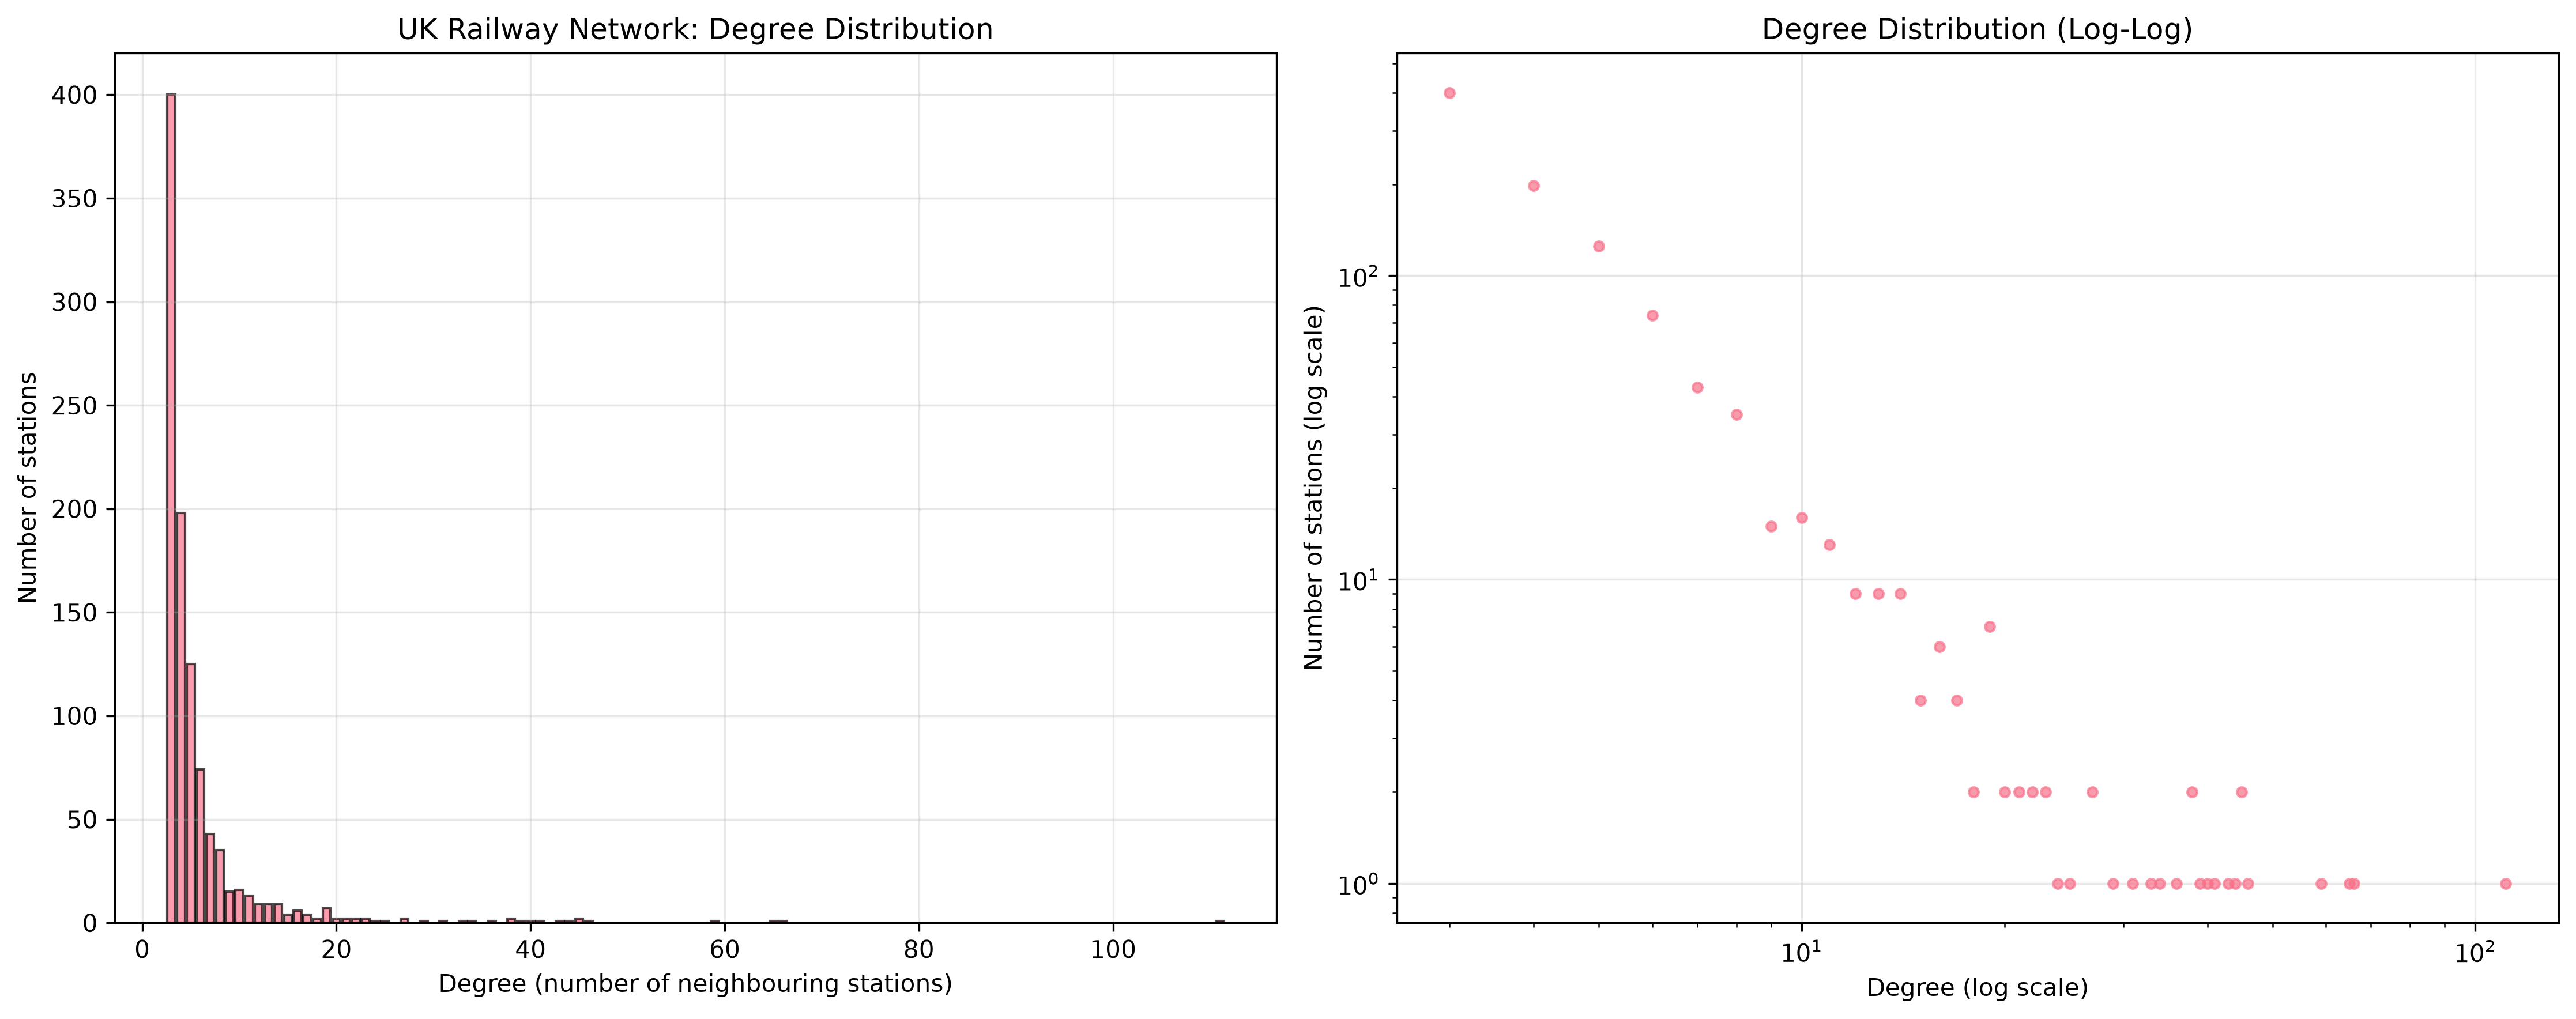 UK Railway Network: Degree Distribution
400
350
300
250
200
150
100
50
0
Number of stations
0 20 40 60 80 100
Degree (number of neighbouring stations)
Degree Distribution (Log-Log)
10²
10¹
10⁰
Number of stations (log scale)
10¹ 10²
Degree (log scale)